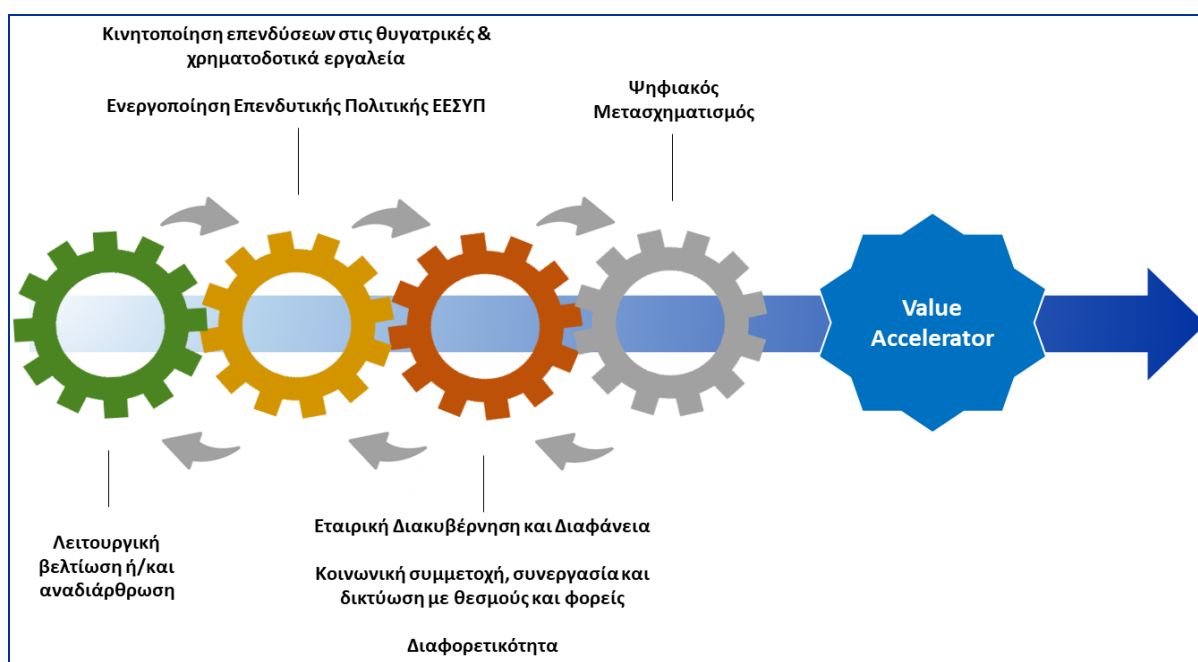 Κινητοποίηση επενδύσεων στις θυγατρικές &
χρηματοδοτικά εργαλεία
Ενεργοποίηση Επενδυτικής Πολιτικής ΕΕΣΥΠ
Ψηφιακός
Μετασχηματισμός
Value
Accelerator
Λειτουργική
βελτίωση ή/και
αναδιάρθρωση
Εταιρική Διακυβέρνηση και Διαφάνεια
Κοινωνική συμμετοχή, συνεργασία και
δικτύωση με θεσμούς και φορείς
Διαφορετικότητα